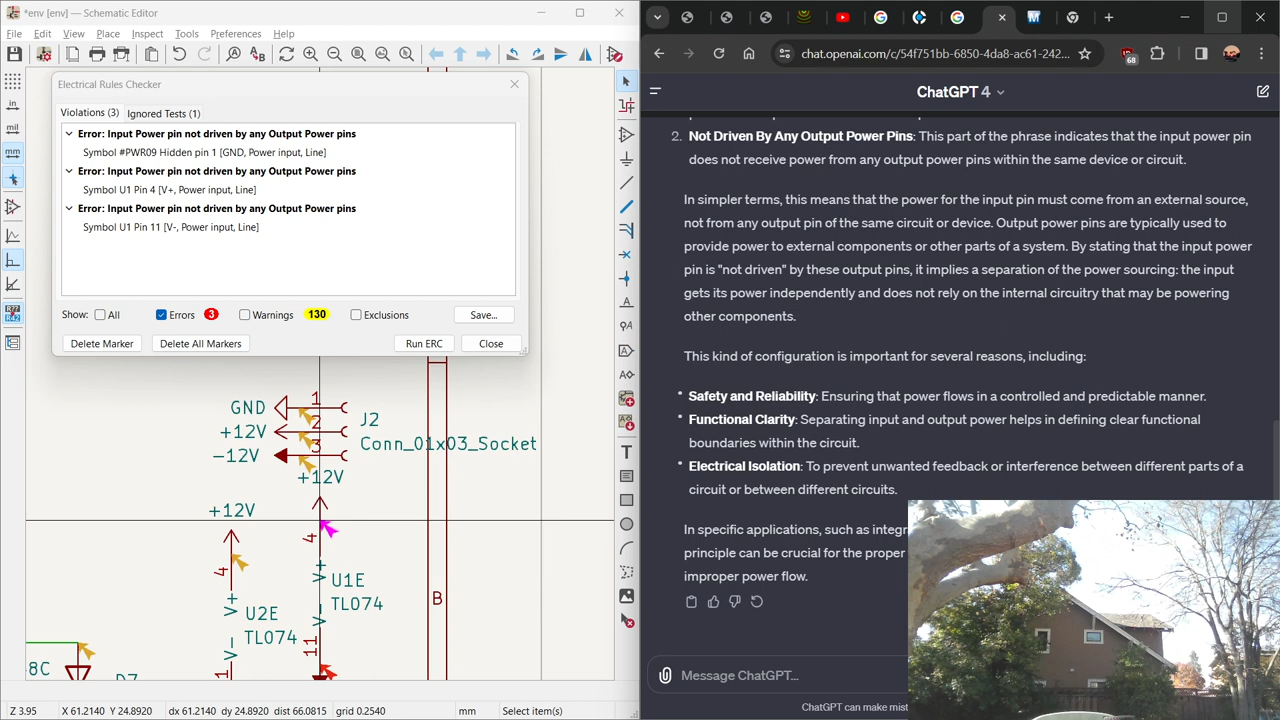 *env [env] — Schematic Editor
File Edit View Place Inspect Tools Preferences Help
Electrical Rules Checker
Violations (3) Ignored Tests (1)
Error: Input Power pin not driven by any Output Power pins
Symbol #PWR09 Hidden pin 1 [GND, Power input, Line]
Error: Input Power pin not driven by any Output Power pins
Symbol U1 Pin 4 [V+, Power input, Line]
Error: Input Power pin not driven by any Output Power pins
Symbol U1 Pin 11 [V-, Power input, Line]
Show: All Errors 3 Warnings 130 Exclusions Save...
Delete Marker Delete All Markers Run ERC Close
in
mil
mm
GND 1
+12V 2
-12V 3
J2
Conn_01x03_Socket
+12V
+12V
4
4
V+
V-
U1E
TL074
11
V+
V-
U2E
TL074
1
B
8C
D7
Z 3.95 X 61.2140 Y 24.8920 dx 61.2140 dy 24.8920 dist 66.0815 grid 0.2540 mm Select item(s)
chat.openai.com/c/54f751bb-6850-4da8-ac61-242...
68
ChatGPT 4
2. Not Driven By Any Output Power Pins: This part of the phrase indicates that the input power pin
does not receive power from any output power pins within the same device or circuit.
In simpler terms, this means that the power for the input pin must come from an external source,
not from any output pin of the same circuit or device. Output power pins are typically used to
provide power to external components or other parts of a system. By stating that the input power
pin is "not driven" by these output pins, it implies a separation of the power sourcing: the input
gets its power independently and does not rely on the internal circuitry that may be powering
other components.
This kind of configuration is important for several reasons, including:
• Safety and Reliability: Ensuring that power flows in a controlled and predictable manner.
• Functional Clarity: Separating input and output power helps in defining clear functional
boundaries within the circuit.
• Electrical Isolation: To prevent unwanted feedback or interference between different parts of a
circuit or between different circuits.
In specific applications, such as integr
principle can be crucial for the proper
improper power flow.
Message ChatGPT...
ChatGPT can make mist